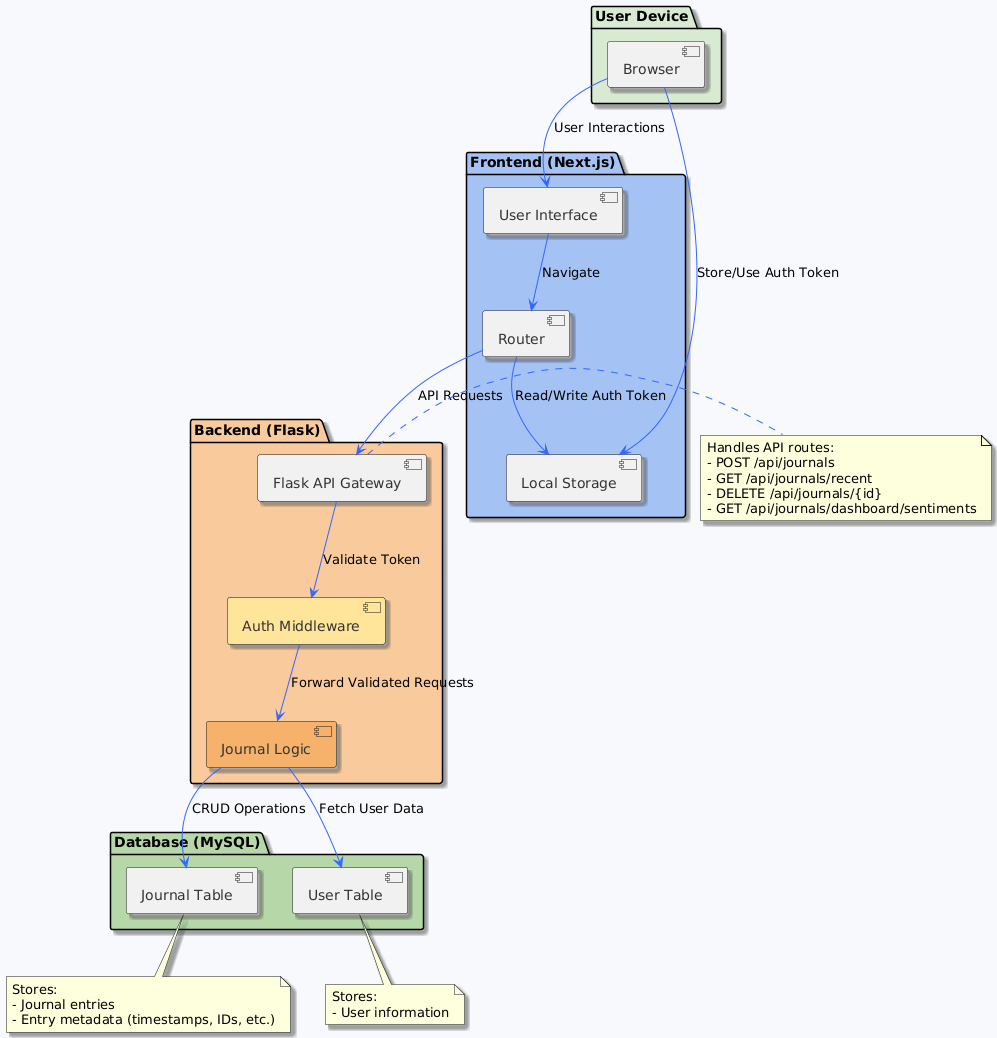 User Device
Browser
User Interactions
Frontend (Next.js)
User Interface
Navigate
Store/Use Auth Token
Router
API Requests
Read/Write Auth Token
Backend (Flask)
Flask API Gateway
Local Storage
Handles API routes:
- POST /api/journals
- GET /api/journals/recent
- DELETE /api/journals/{id}
- GET /api/journals/dashboard/sentiments
Validate Token
Auth Middleware
Forward Validated Requests
Journal Logic
CRUD Operations
Fetch User Data
Database (MySQL)
Journal Table
User Table
Stores:
- Journal entries
- Entry metadata (timestamps, IDs, etc.)
Stores:
- User information